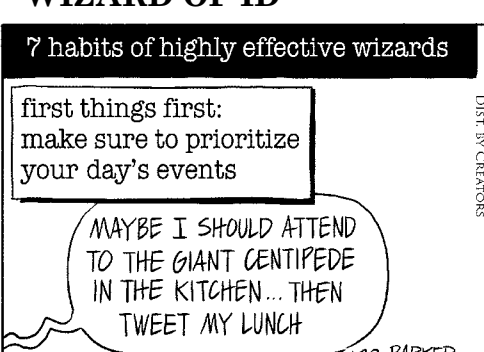 WIZARD OF ID
7 habits of highly effective wizards
first things first:
make sure to prioritize
your day's events
DIST. BY CREATORS
MAYBE I SHOULD ATTEND
TO THE GIANT CENTIPEDE
IN THE KITCHEN... THEN
TWEET MY LUNCH
PARKER